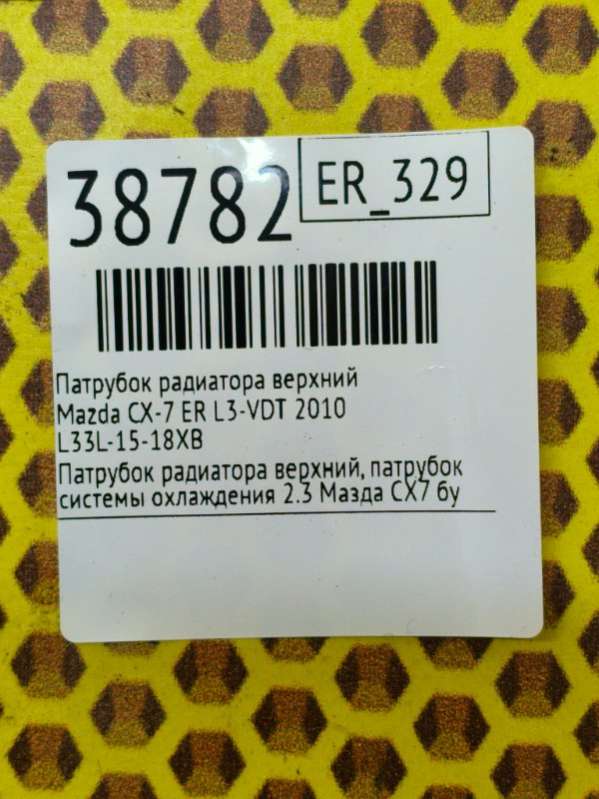 38782
ER_329
Патрубок радиатора верхний
Mazda CX-7 ER L3-VDT 2010
L33L-15-18XB
Патрубок радиатора верхний, патрубок
системы охлаждения 2.3 Мазда СХ7 бу